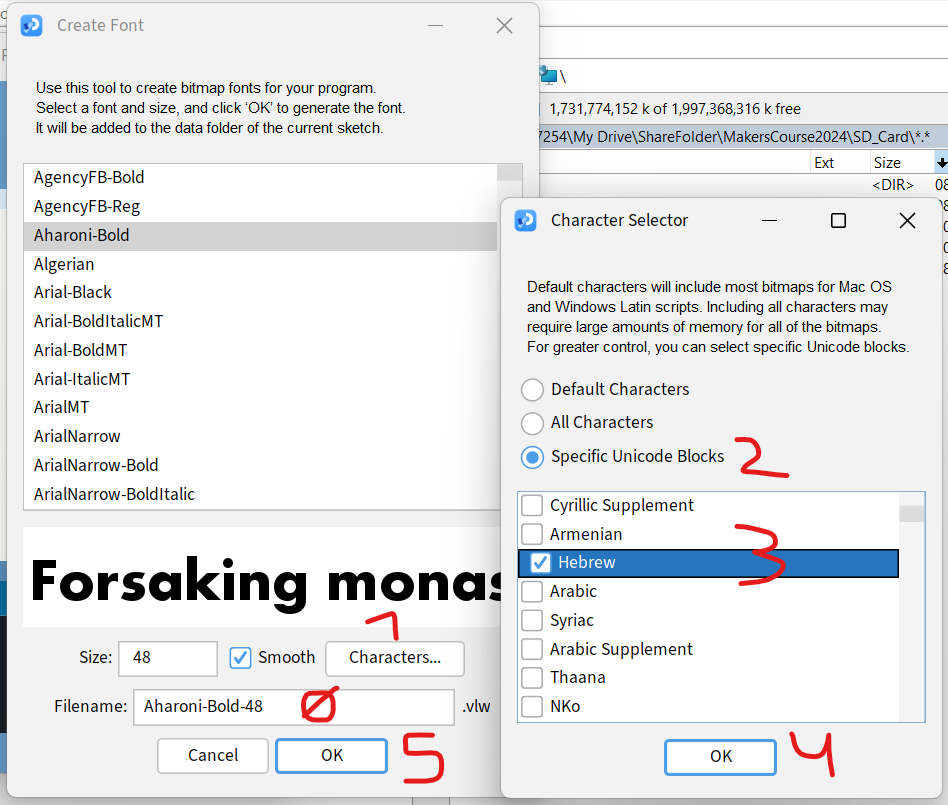 Create Font
Use this tool to create bitmap fonts for your program.
Select a font and size, and click ‘OK’ to generate the font.
It will be added to the data folder of the current sketch.
AgencyFB-Bold
AgencyFB-Reg
Aharoni-Bold
Algerian
Arial-Black
Arial-BoldItalicMT
Arial-BoldMT
Arial-ItalicMT
ArialMT
ArialNarrow
ArialNarrow-Bold
ArialNarrow-BoldItalic
Forsaking monas
1
Size: 48 Smooth Characters...
Filename: Aharoni-Bold-48 0 .vlw
Cancel OK 5
\
1,731,774,152 k of 1,997,368,316 k free
7254\My Drive\ShareFolder\MakersCourse2024\SD_Card\*.*
Ext Size
<DIR> 08
Character Selector
Default characters will include most bitmaps for Mac OS
and Windows Latin scripts. Including all characters may
require large amounts of memory for all of the bitmaps.
For greater control, you can select specific Unicode blocks.
Default Characters
All Characters
Specific Unicode Blocks 2
Cyrillic Supplement
Armenian
Hebrew 3
Arabic
Syriac
Arabic Supplement
Thaana
NKo
OK 4